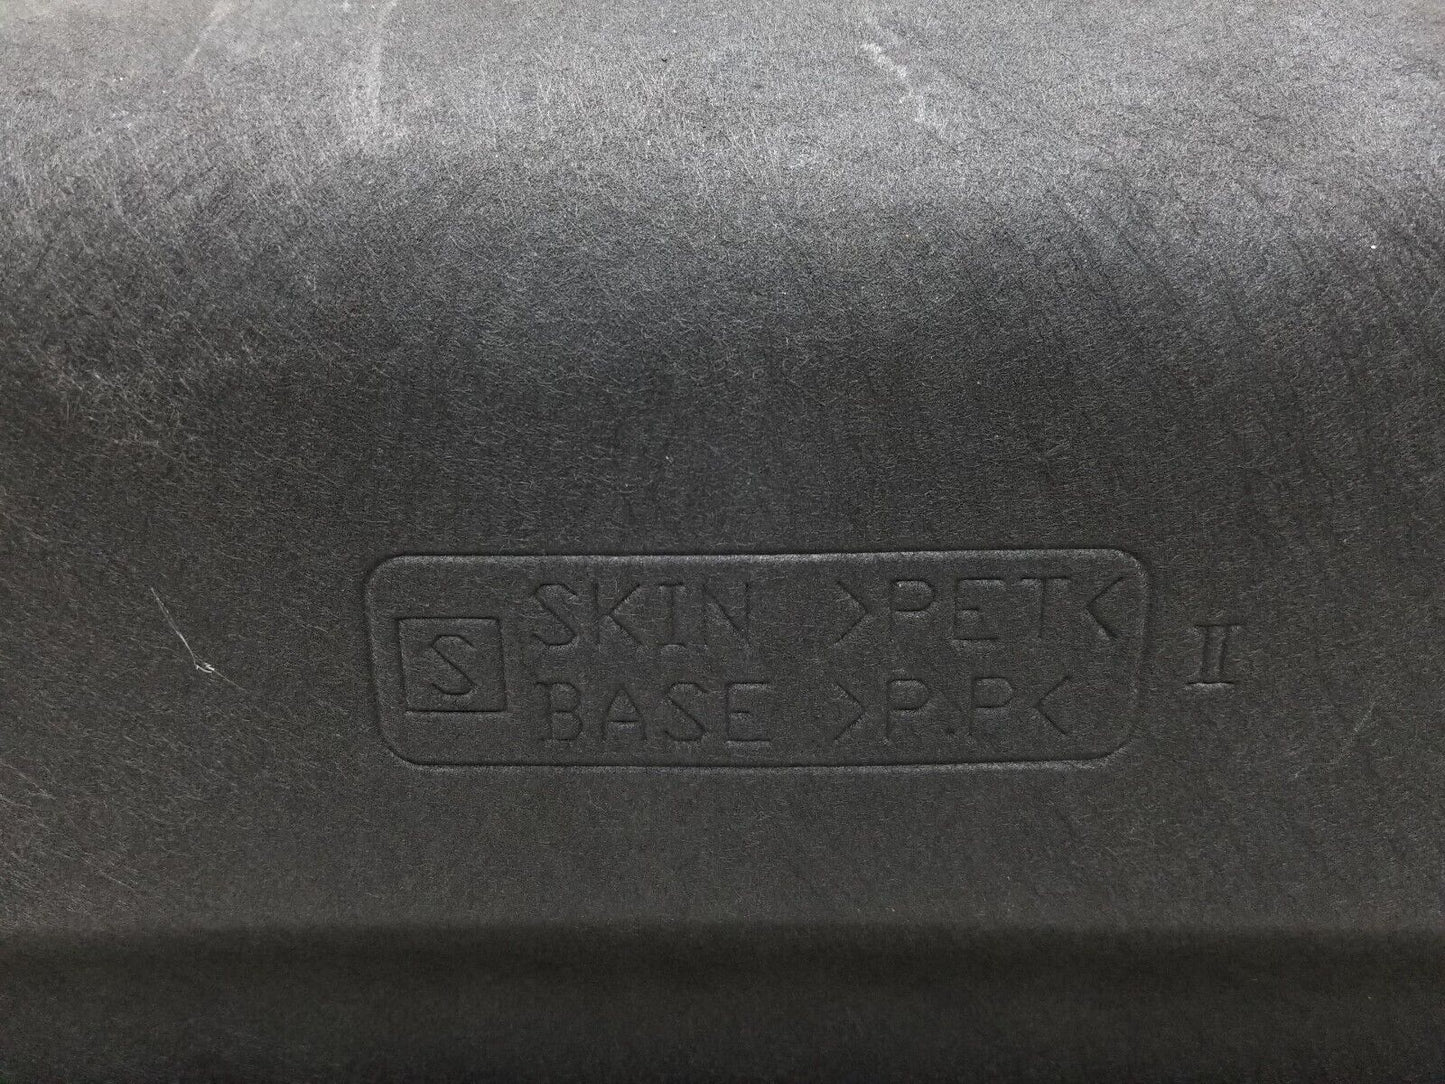 S
SKIN >PET<
BASE >P.P<
II